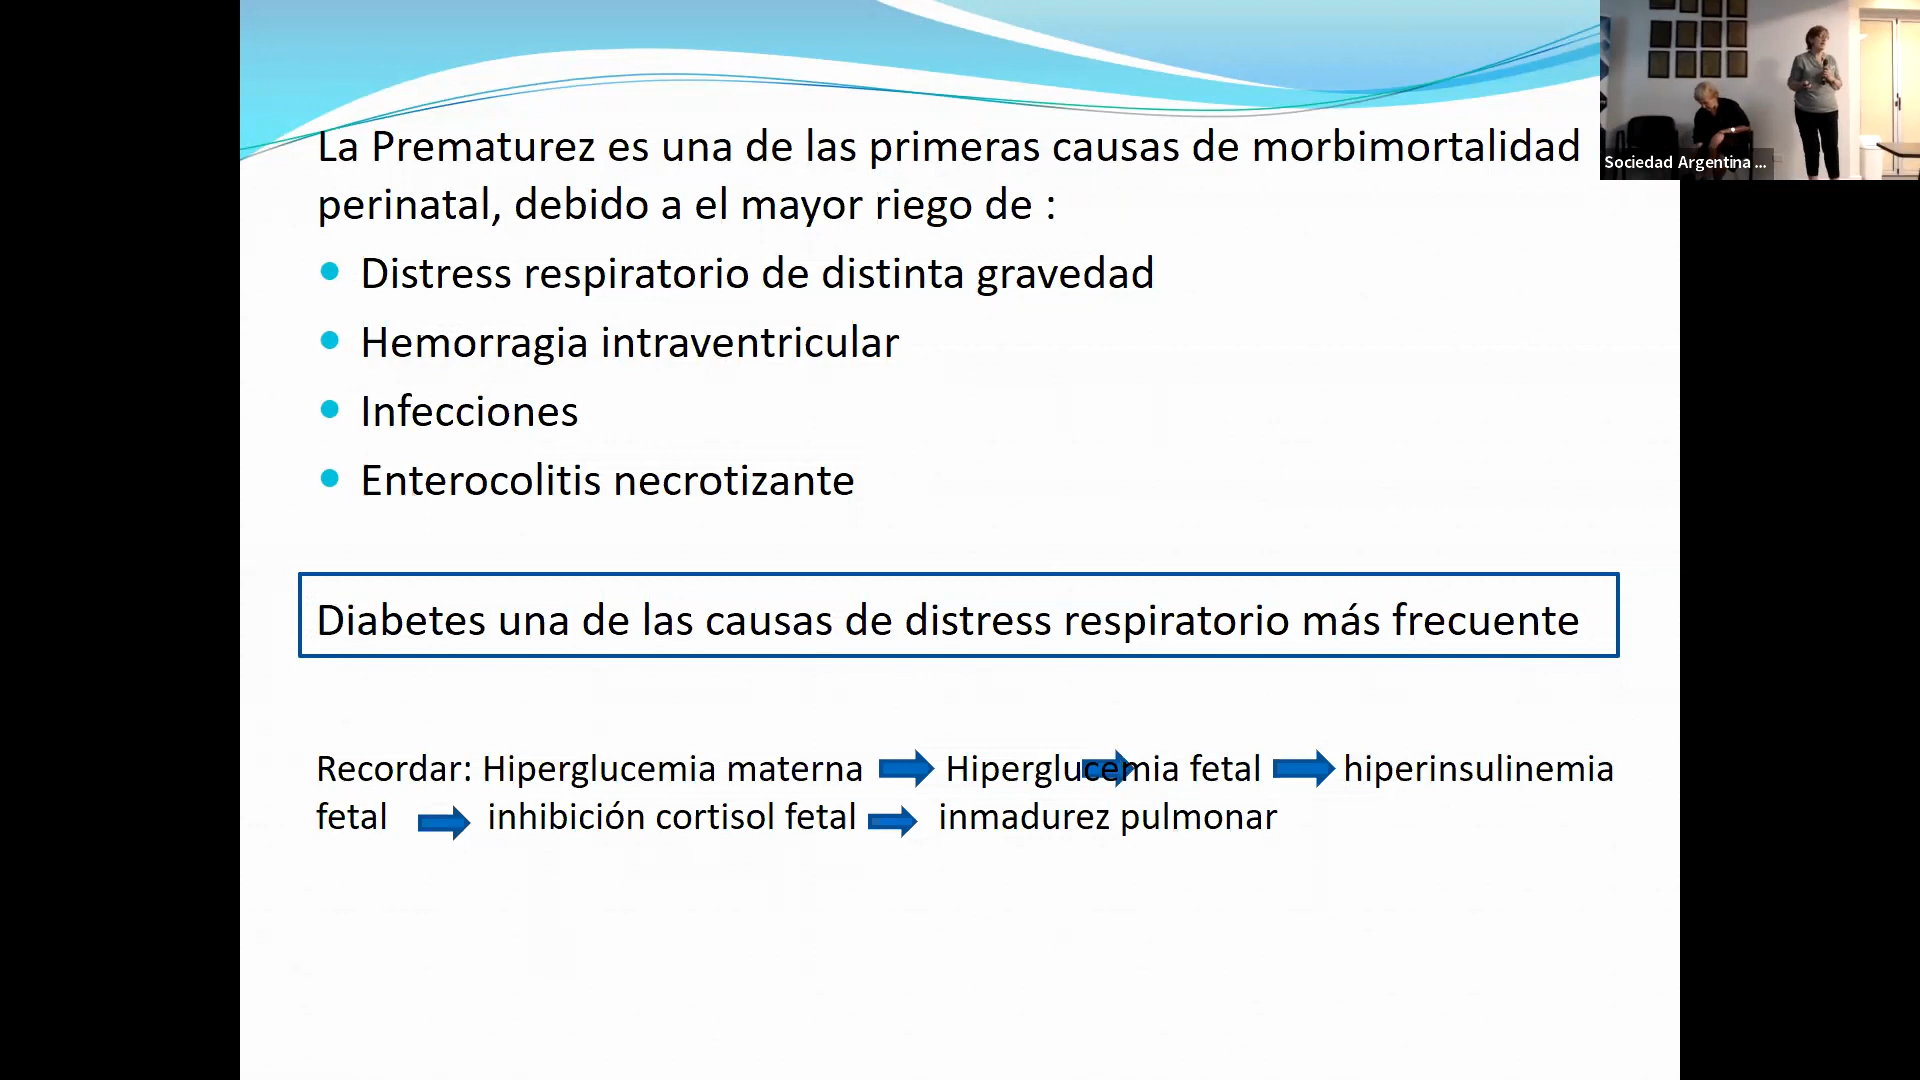 La Prematurez es una de las primeras causas de morbimortalidad
perinatal, debido a el mayor riego de :
Distress respiratorio de distinta gravedad
Hemorragia intraventricular
Infecciones
Enterocolitis necrotizante
Diabetes una de las causas de distress respiratorio más frecuente
Recordar: Hiperglucemia materna Hiperglucemia fetal hiperinsulinemia
fetal inhibición cortisol fetal inmadurez pulmonar
Sociedad Argentina ...